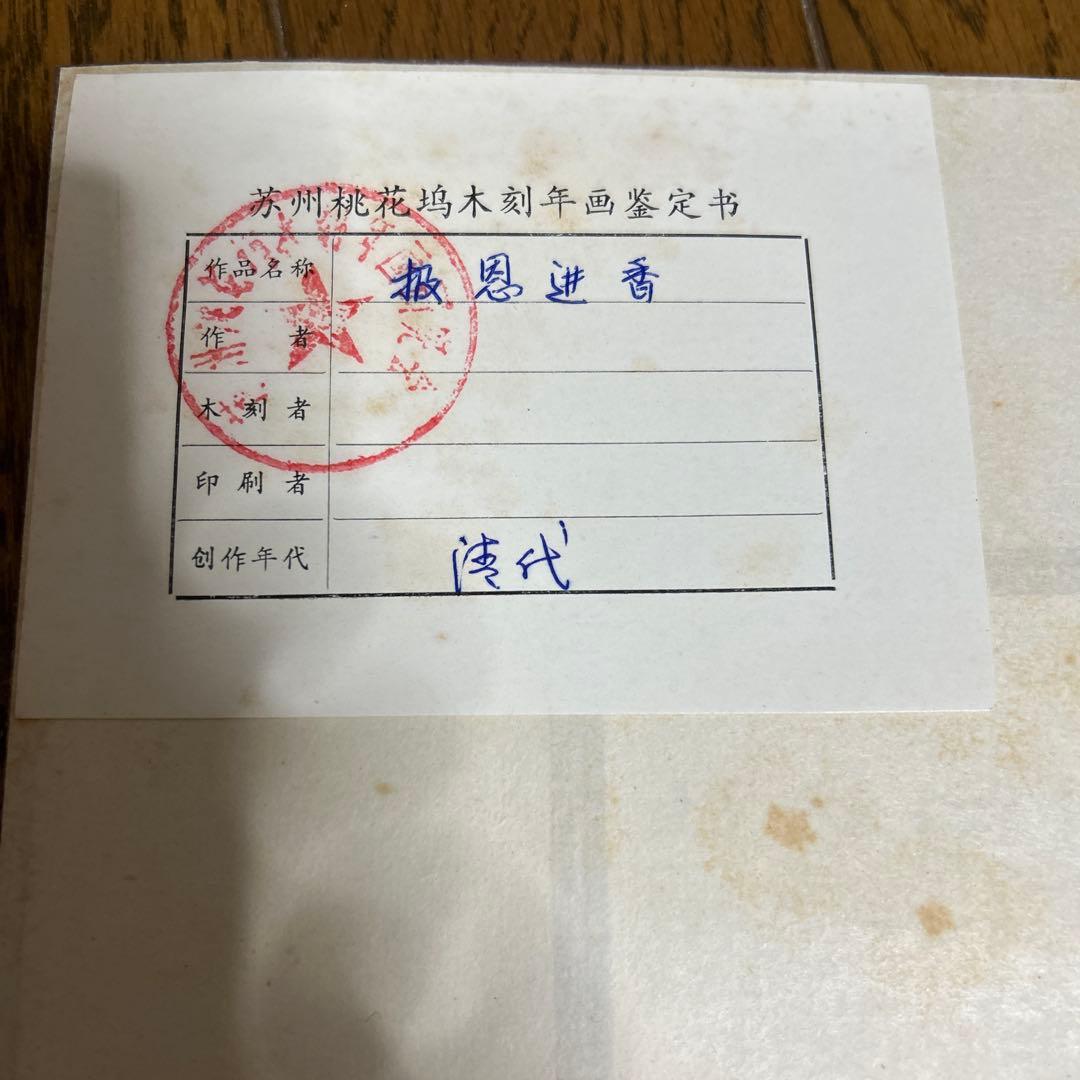 苏州桃花坞木刻年画鉴定书
作品名称 报恩进香
作者
木刻者
印刷者
创作年代 清代